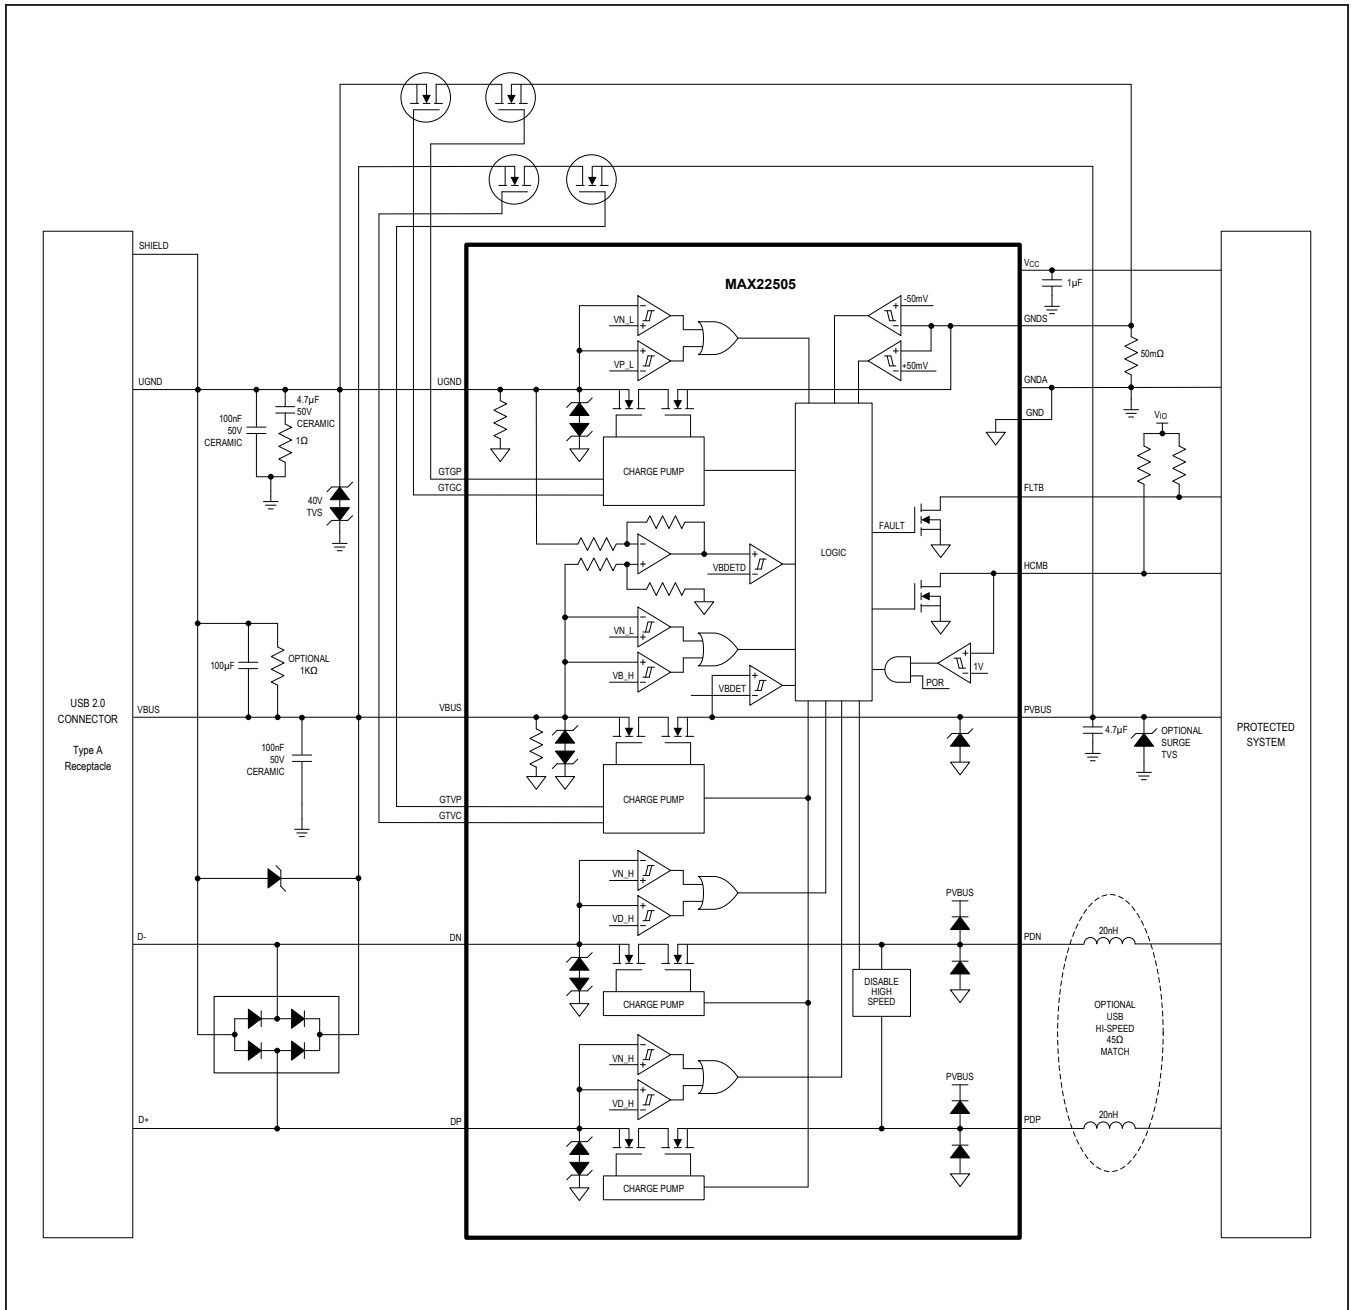 SHIELD
MAX22505
VCC
1µF
-50mV
VN_L
GNDS
VP_L
+50mV
50mΩ
UGND
UGND
GNDA
4.7µF
50V
CERAMIC
100nF
50V
CERAMIC
1Ω
GND
VIO
GTGP
CHARGE PUMP
GTGC
40V
TVS
FLTB
FAULT
LOGIC
VBDETD
HCMB
VN_L
100µF
OPTIONAL
1KΩ
VB_H
1V
POR
VBDET
USB 2.0
CONNECTOR
Type A
Receptacle
VBUS
VBUS
PVBUS
100nF
50V
CERAMIC
4.7µF
OPTIONAL
SURGE
TVS
PROTECTED
SYSTEM
GTVP
CHARGE PUMP
GTVC
VN_H
PVBUS
VD_H
D-
DN
PDN
20nH
CHARGE PUMP
DISABLE
HIGH
SPEED
OPTIONAL
USB
HI-SPEED
45Ω
MATCH
VN_H
PVBUS
VD_H
D+
DP
PDP
20nH
CHARGE PUMP